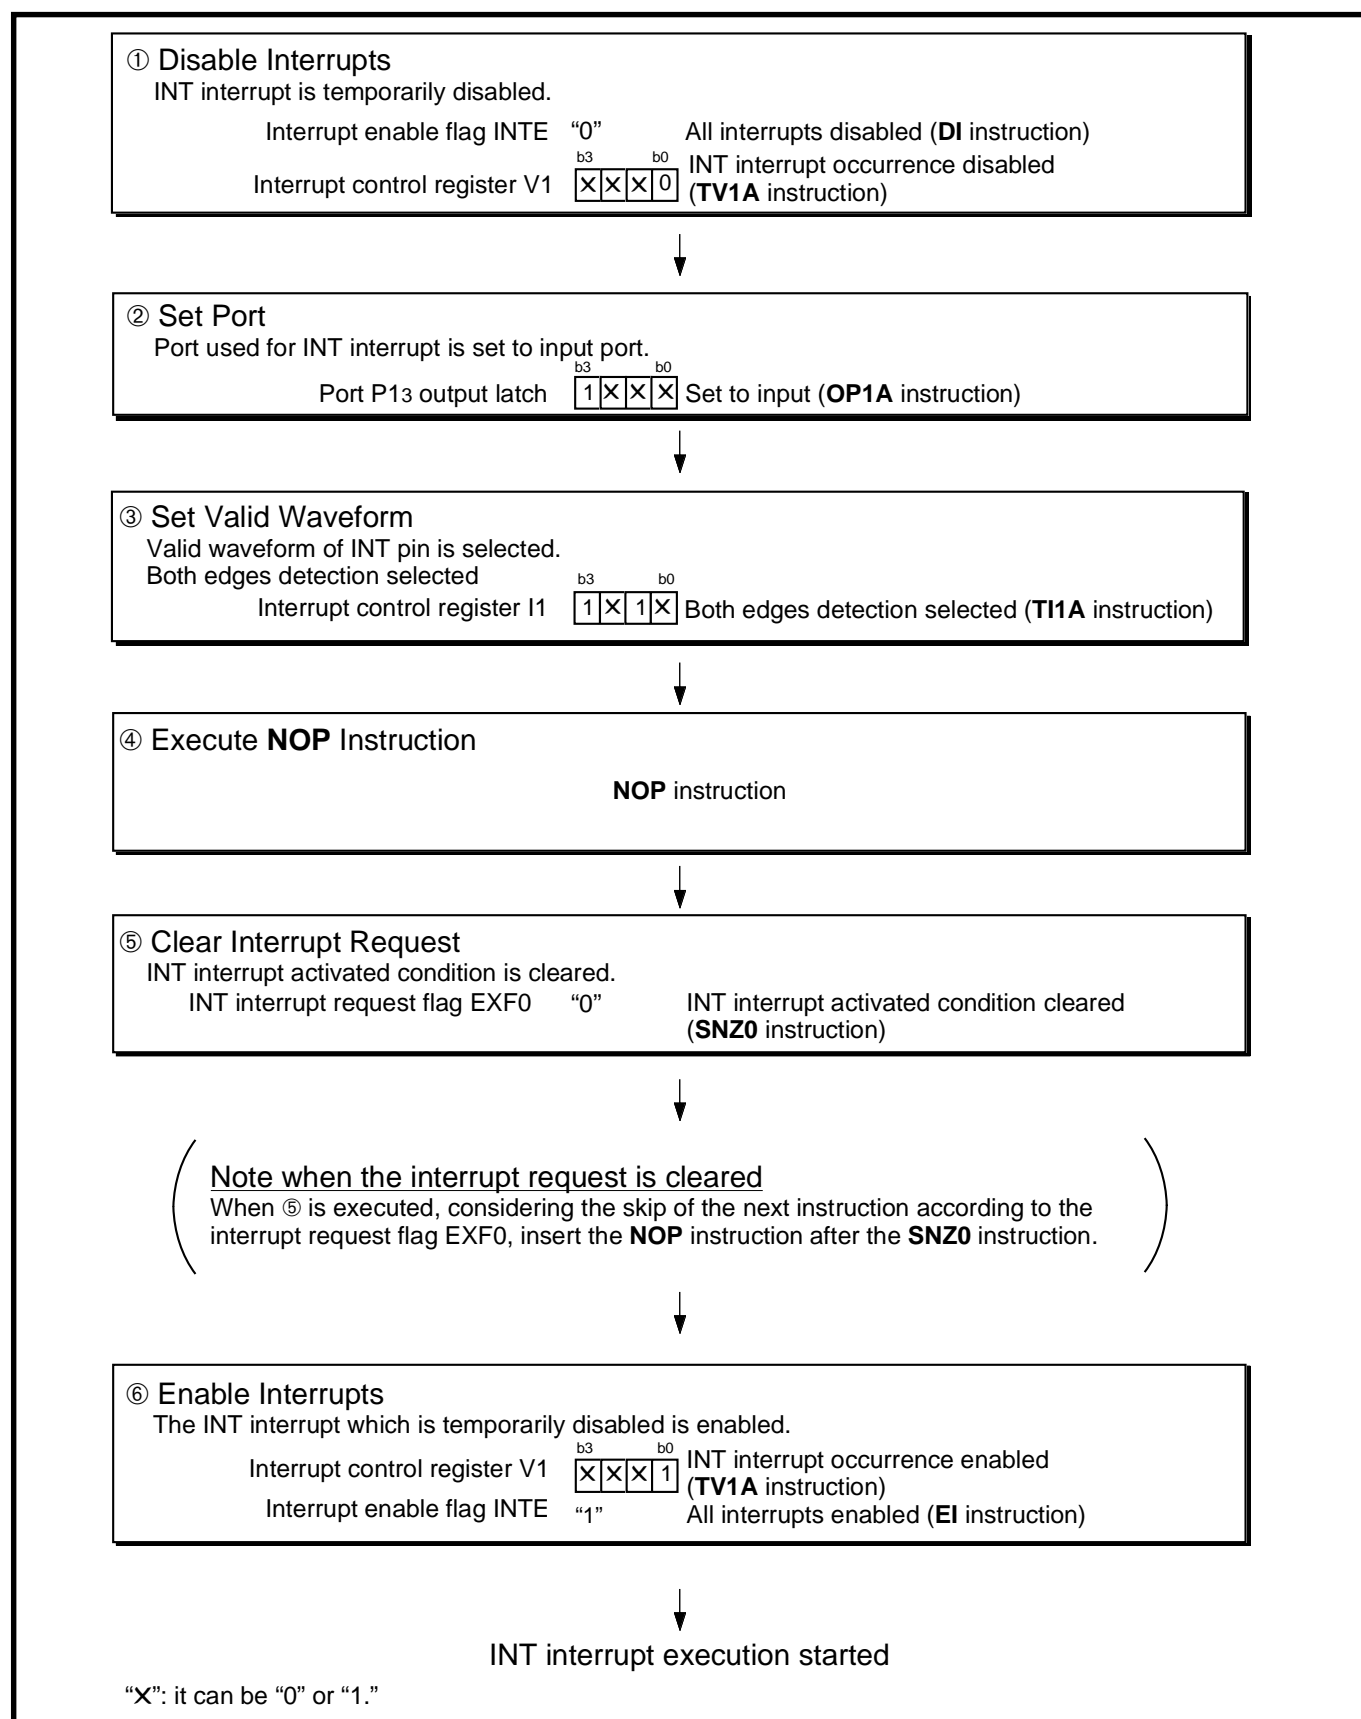 ① Disable Interrupts
INT interrupt is temporarily disabled.
Interrupt enable flag INTE “0” All interrupts disabled (DI instruction)
b3 b0 INT interrupt occurrence disabled
Interrupt control register V1 ✕ ✕ ✕ 0 (TV1A instruction)
② Set Port
Port used for INT interrupt is set to input port.
b3 b0
Port P13 output latch 1 ✕ ✕ ✕ Set to input (OP1A instruction)
③ Set Valid Waveform
Valid waveform of INT pin is selected.
Both edges detection selected
b3 b0
Interrupt control register I1 1 ✕ 1 ✕ Both edges detection selected (TI1A instruction)
④ Execute NOP Instruction
NOP instruction
⑤ Clear Interrupt Request
INT interrupt activated condition is cleared.
INT interrupt request flag EXF0 “0” INT interrupt activated condition cleared
(SNZ0 instruction)
Note when the interrupt request is cleared
When ⑤ is executed, considering the skip of the next instruction according to the
interrupt request flag EXF0, insert the NOP instruction after the SNZ0 instruction.
⑥ Enable Interrupts
The INT interrupt which is temporarily disabled is enabled.
b3 b0 INT interrupt occurrence enabled
Interrupt control register V1 ✕ ✕ ✕ 1 (TV1A instruction)
Interrupt enable flag INTE “1” All interrupts enabled (EI instruction)
INT interrupt execution started
“✕”: it can be “0” or “1.”